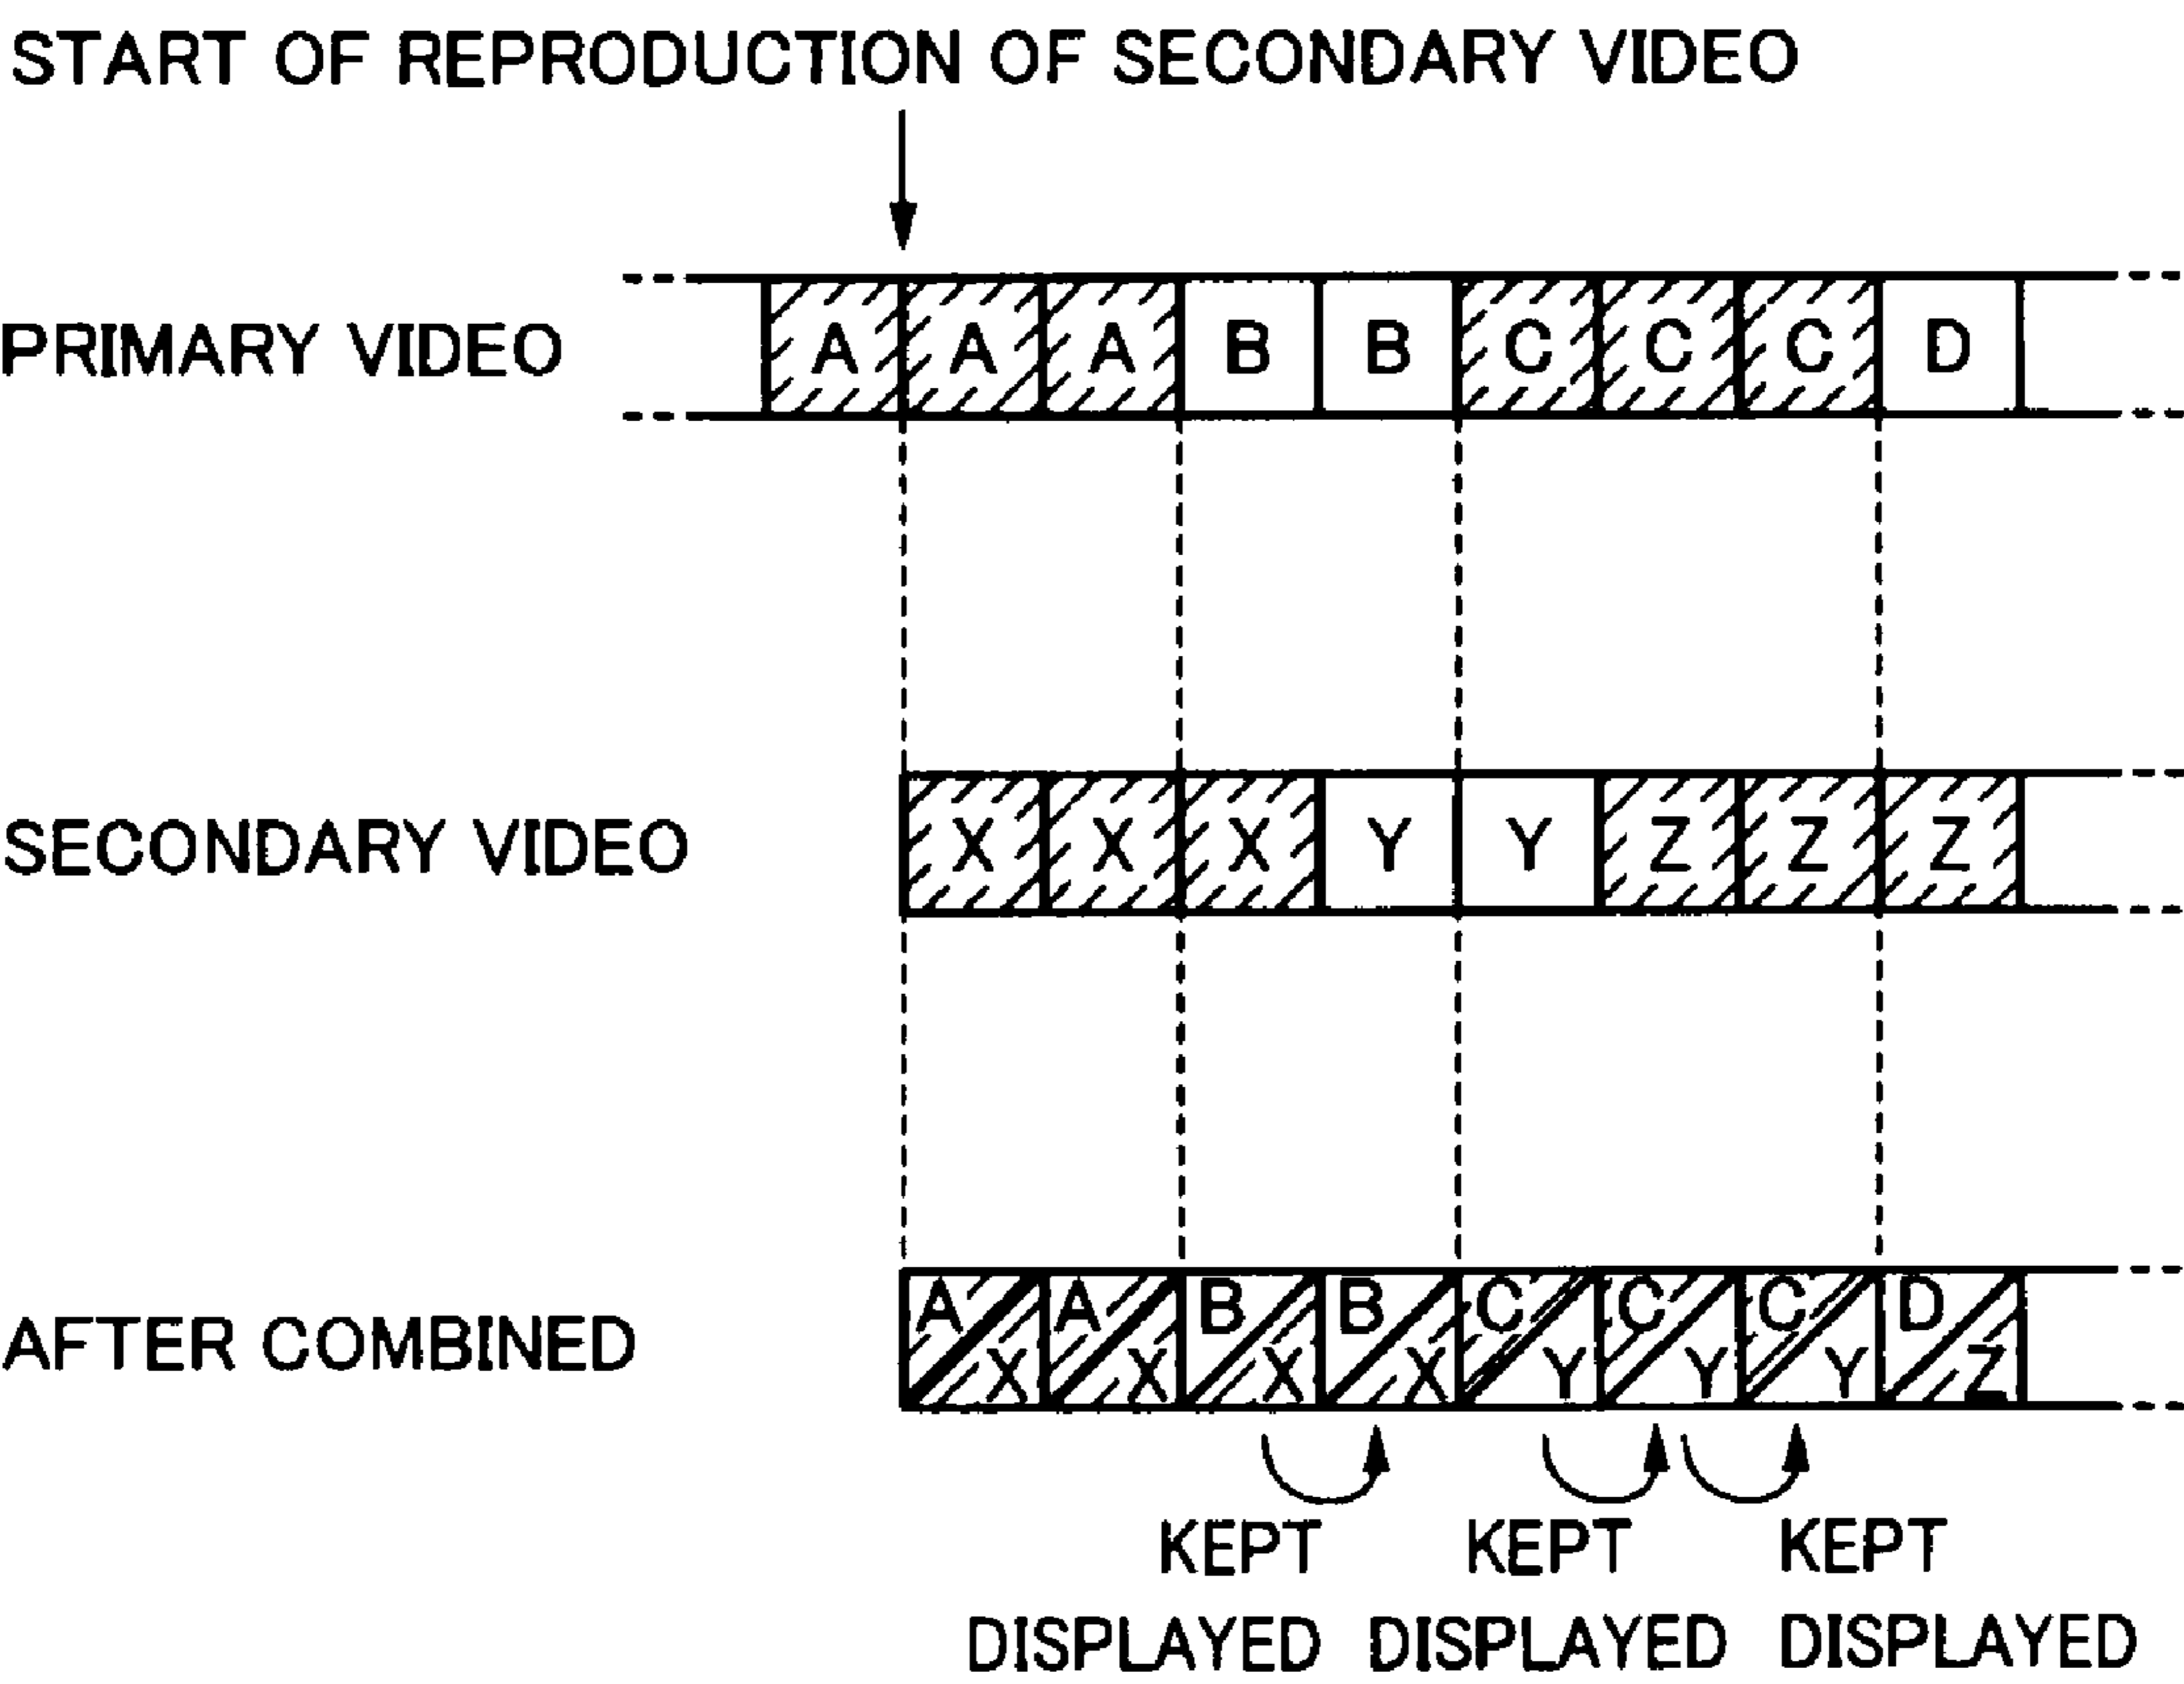 START OF REPRODUCTION OF SECONDARY VIDEO
PRIMARY VIDEO A A A B B C C C D
SECONDARY VIDEO X X X Y Y Z Z Z
AFTER COMBINED A X A X B X B X C Y C Y C Y D Z
KEPT KEPT KEPT
DISPLAYED DISPLAYED DISPLAYED